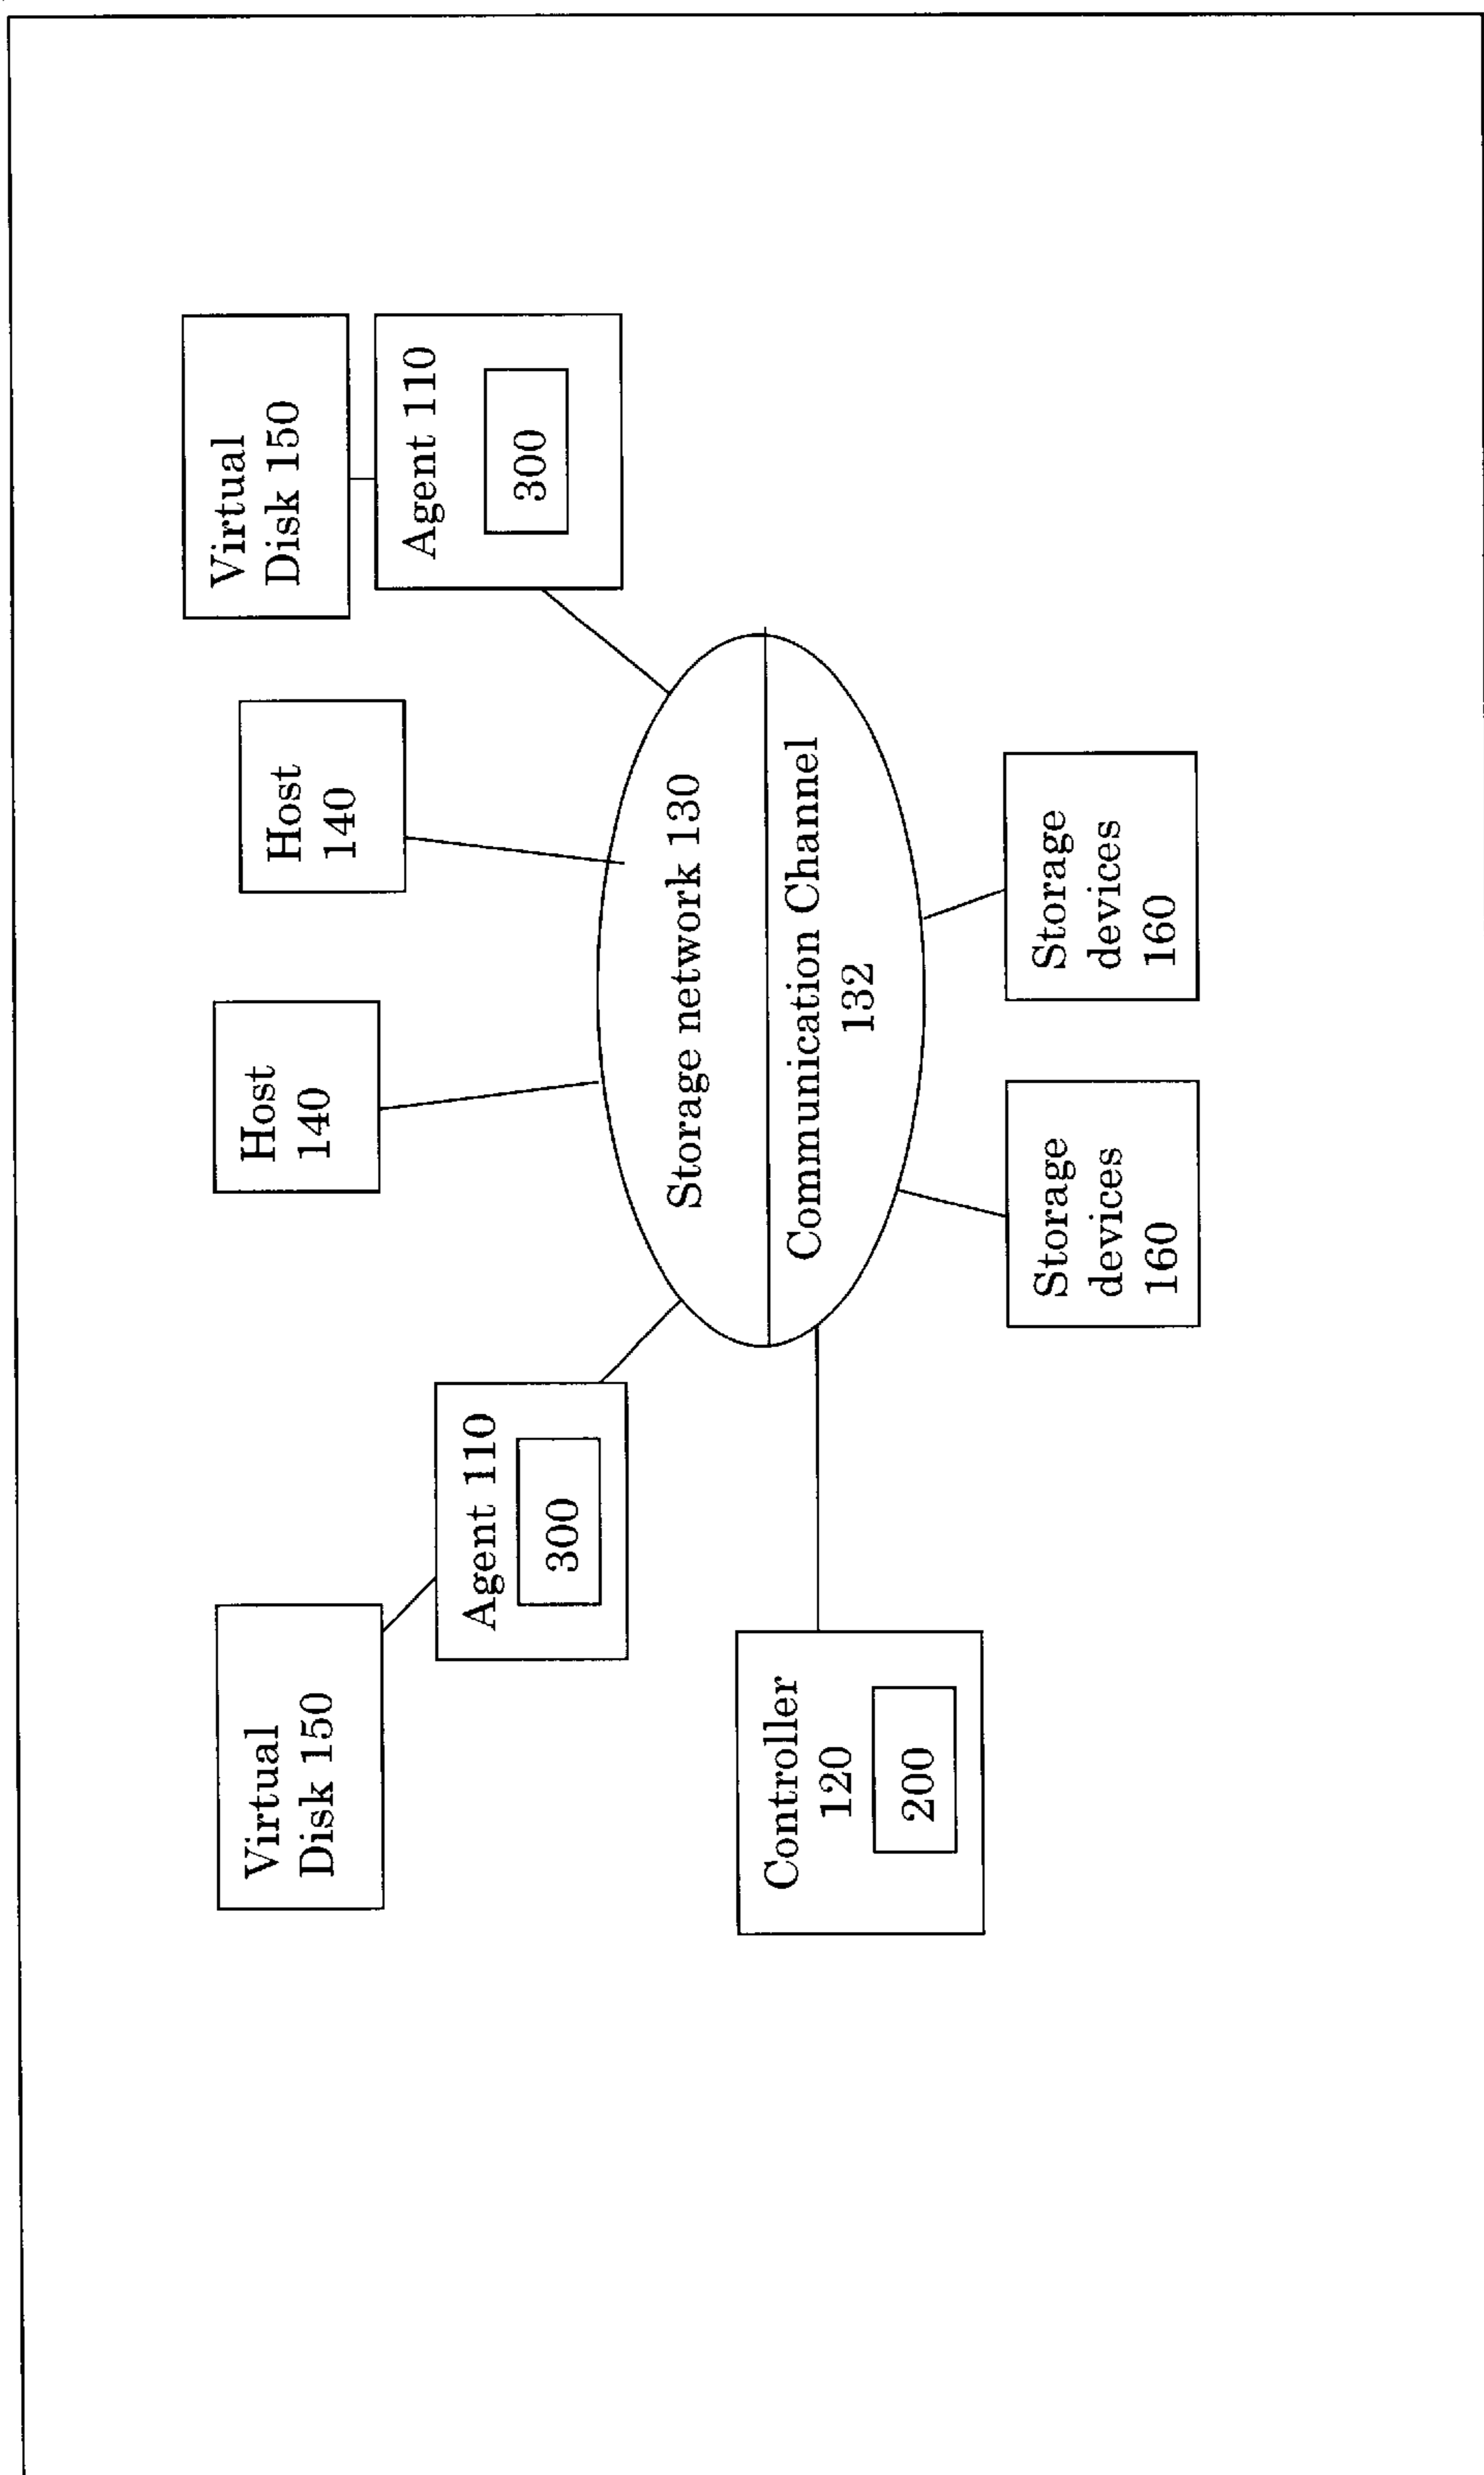 Virtual
Disk 150
Agent 110
300
Host
140
Host
140
Virtual
Disk 150
Agent 110
300
Storage network 130
Communication Channel
132
Controller
120
200
Storage
devices
160
Storage
devices
160